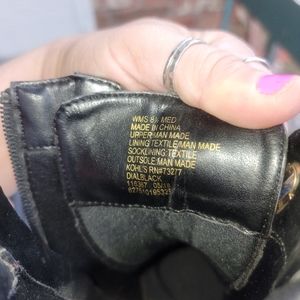 WMS 8½ MED
MADE IN CHINA
UPPER:MAN MADE
LINING:TEXTILE/MAN MADE
SOCKLINING:TEXTILE
OUTSOLE:MAN MADE
KOHL'S RN#73277
DIALBLACK